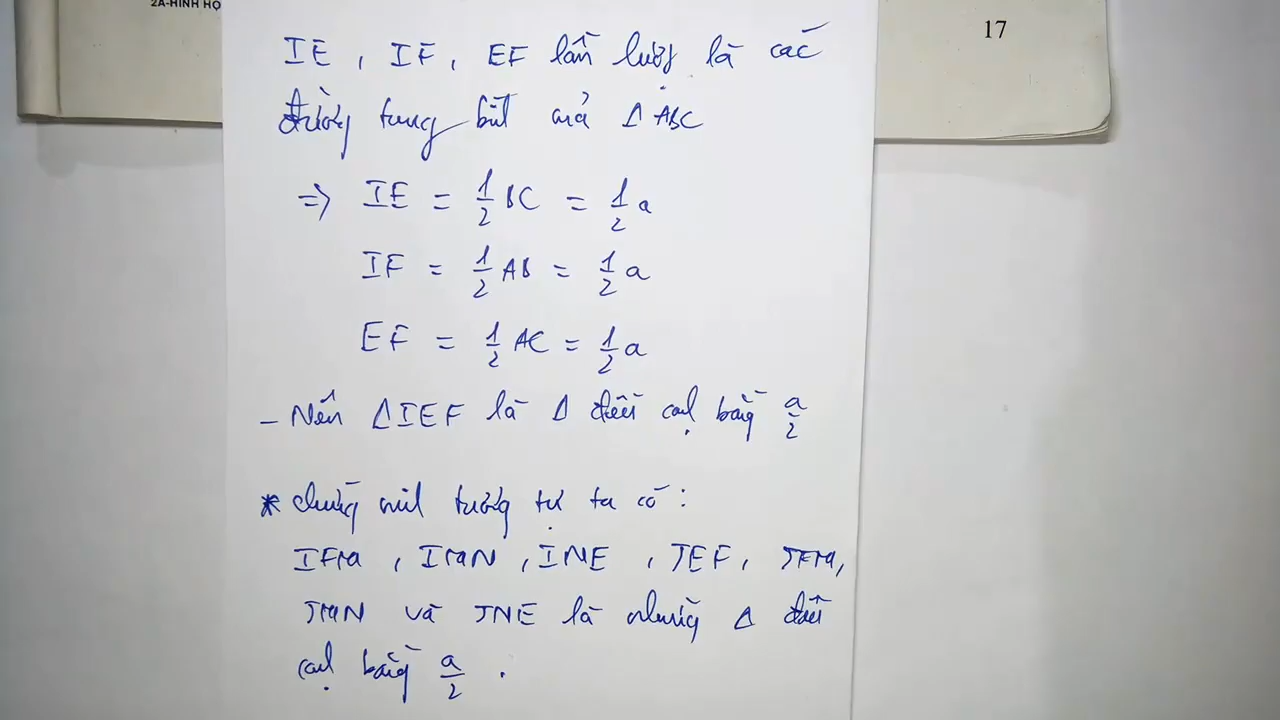 2A-HÌNH HỌ
17
IE , IF, EF lần lượt là các
đường trung bình của Δ ABC
=> IE = 1/2 BC = 1/2 a
IF = 1/2 AB = 1/2 a
EF = 1/2 AC = 1/2 a
- Nên Δ IEF là Δ đều cạnh bằng a/2
* chứng minh tương tự ta có:
IFM , IMN , INE , JEF, JFM,
JMN và JNE là những Δ đều
cạnh bằng a/2 .